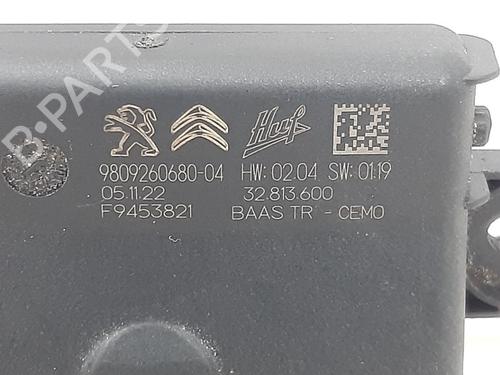 B-PARTS
Huf
9809260680-04 HW: 02.04 SW: 01.19
05.11.22 32.813.600
F9453821 BAAS TR - CEMO